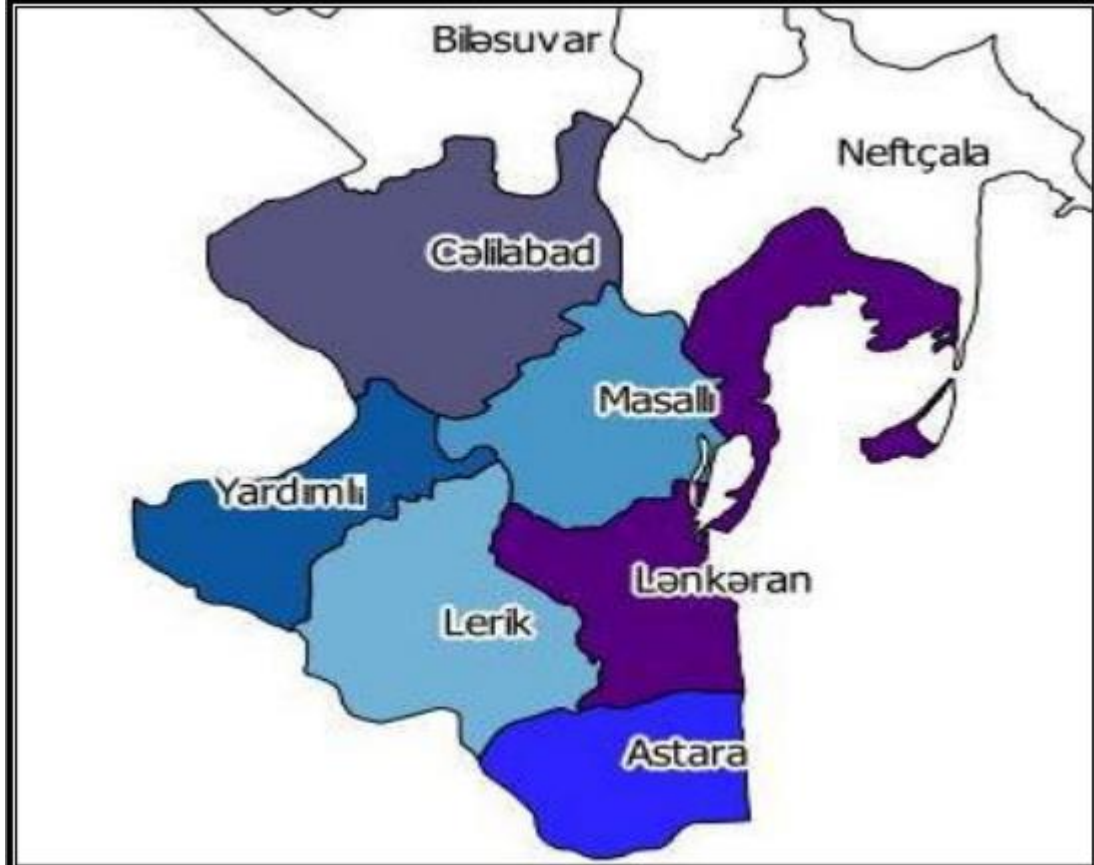 Biləsuvar
Neftçala
Cəlilabad
Masallı
Yardımlı
Lənkəran
Lerik
Astara